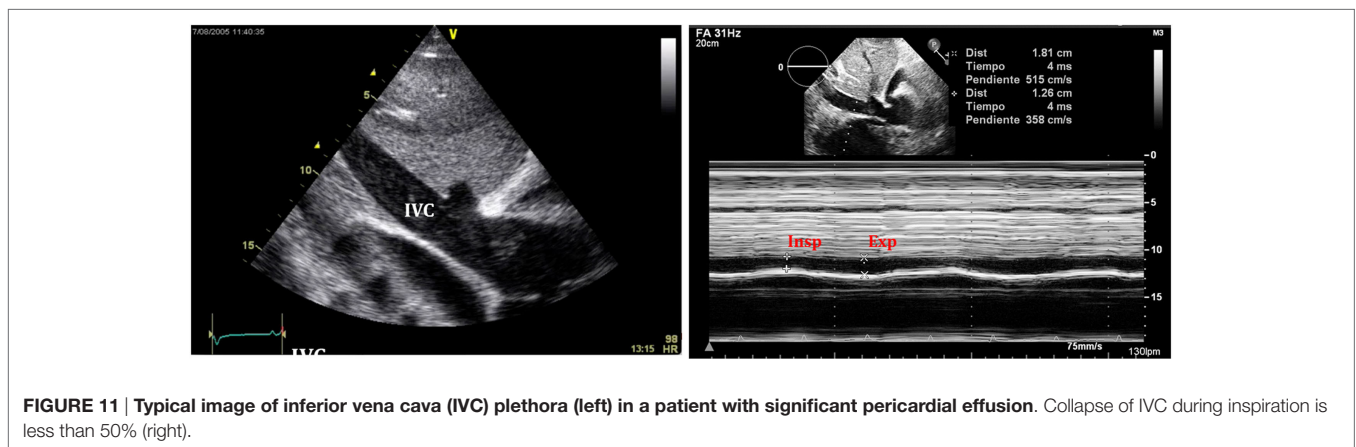 7/08/2005 11:40:35
V
5
10
15
IVC
IVC
98
13:15 HR
FA 31Hz
20cm
M3
P
0
Dist 1.81 cm
Tiempo 4 ms
Pendiente 515 cm/s
Dist 1.26 cm
Tiempo 4 ms
Pendiente 358 cm/s
0
5
10
15
Insp Exp
75mm/s
130lpm
FIGURE 11 | Typical image of inferior vena cava (IVC) plethora (left) in a patient with significant pericardial effusion. Collapse of IVC during inspiration is
less than 50% (right).